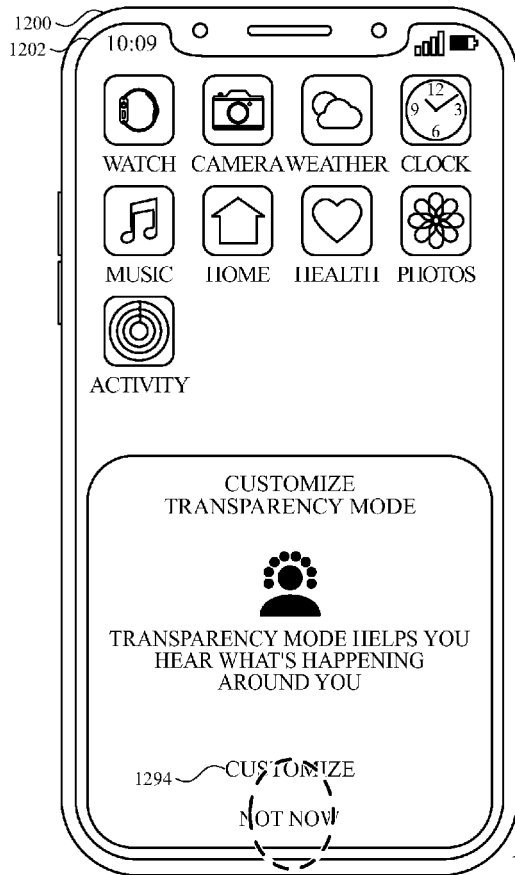 1200
1202
10:09
12
9 3
6
WATCH CAMERA WEATHER CLOCK
MUSIC HOME HEALTH PHOTOS
ACTIVITY
CUSTOMIZE
TRANSPARENCY MODE
TRANSPARENCY MODE HELPS YOU
HEAR WHAT'S HAPPENING
AROUND YOU
1294 CUSTOMIZE
NOT NOW